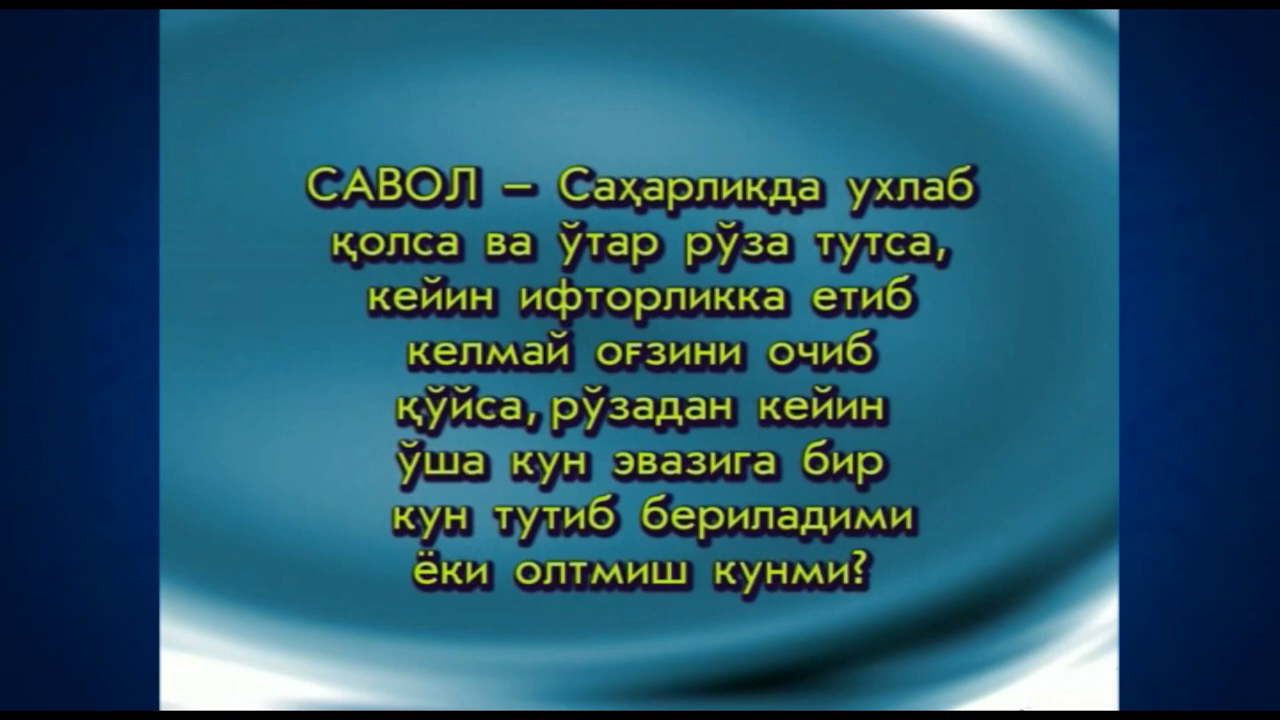 САВОЛ – Саҳарликда ухлаб
қолса ва ўтар рўза тутса,
кейин ифторликка етиб
келмай оғзини очиб
қўйса, рўзадан кейин
ўша кун эвазига бир
кун тутиб бериладими
ёки олтмиш кунми?